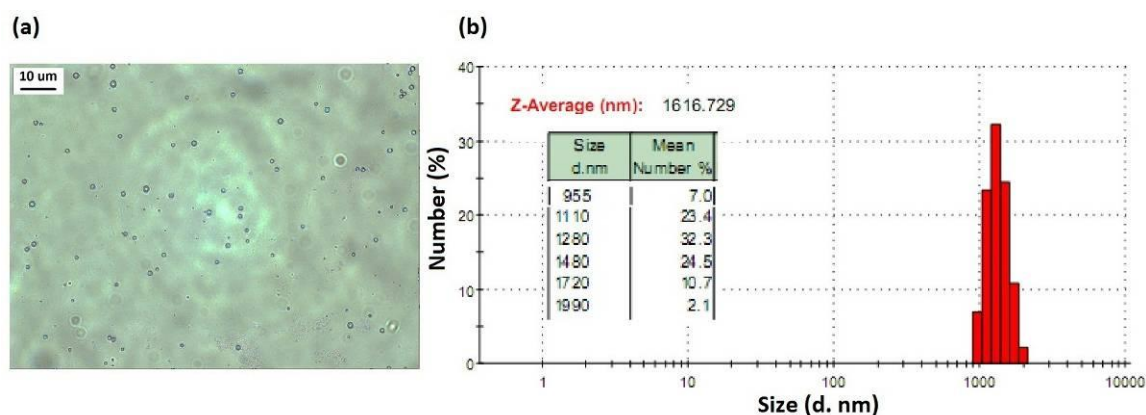 (a)
10 um
(b)
Number (%)
40
30
20
10
0
Z-Average (nm): 1616.729
Size d.nm Mean Number %
955 7.0
1110 23.4
1280 32.3
1480 24.5
1720 10.7
1990 2.1
1 10 100 1000 10000
Size (d. nm)